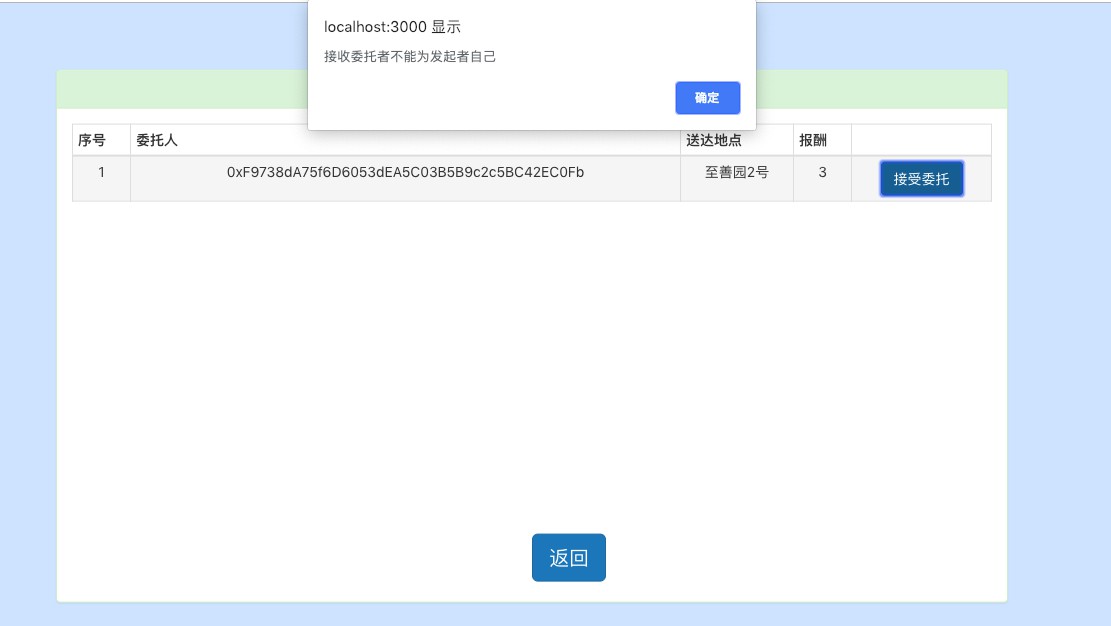 localhost:3000 显示
接收委托者不能为发起者自己
确定
序号 委托人 送达地点 报酬
1 0xF9738dA75f6D6053dEA5C03B5B9c2c5BC42EC0Fb 至善园2号 3 接受委托
返回